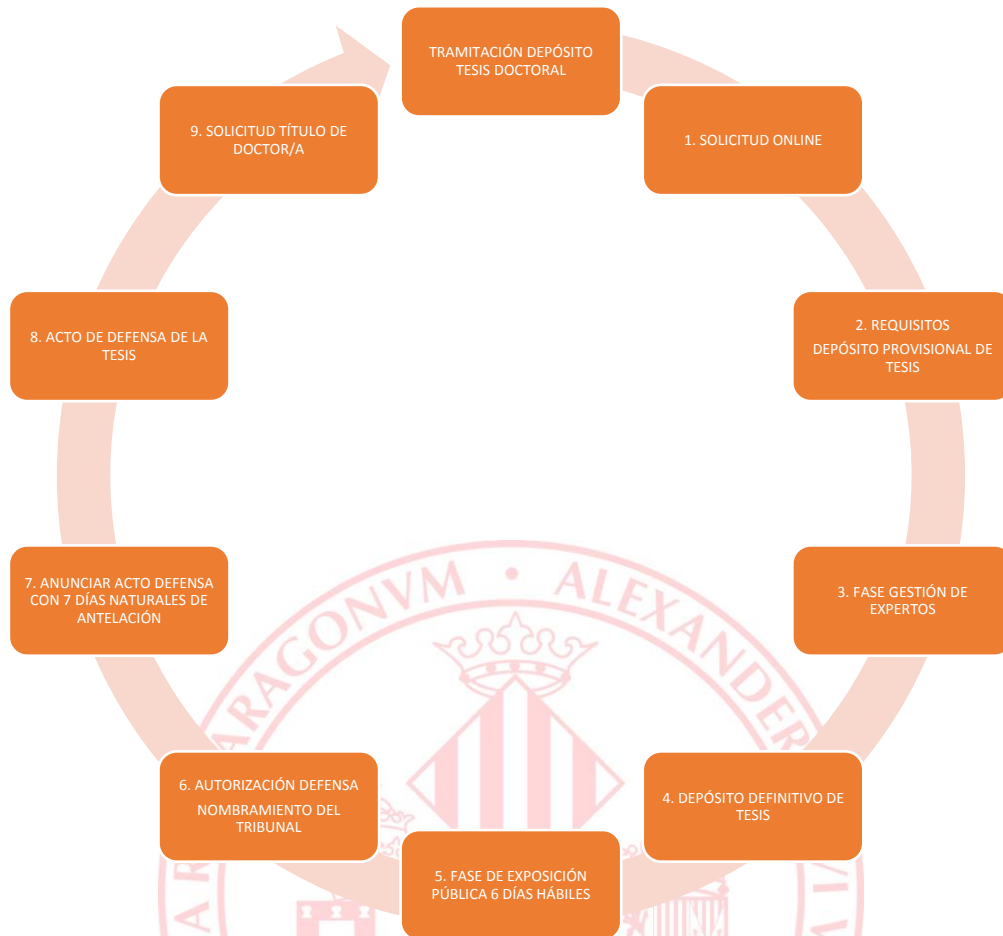 TRAMITACIÓN DEPÓSITO
TESIS DOCTORAL
1. SOLICITUD ONLINE
2. REQUISITOS
DEPÓSITO PROVISIONAL DE
TESIS
3. FASE GESTIÓN DE
EXPERTOS
4. DEPÓSITO DEFINITIVO DE
TESIS
5. FASE DE EXPOSICIÓN
PÚBLICA 6 DÍAS HÁBILES
6. AUTORIZACIÓN DEFENSA
NOMBRAMIENTO DEL
TRIBUNAL
7. ANUNCIAR ACTO DEFENSA
CON 7 DÍAS NATURALES DE
ANTELACIÓN
8. ACTO DE DEFENSA DE LA
TESIS
9. SOLICITUD TÍTULO DE
DOCTOR/A